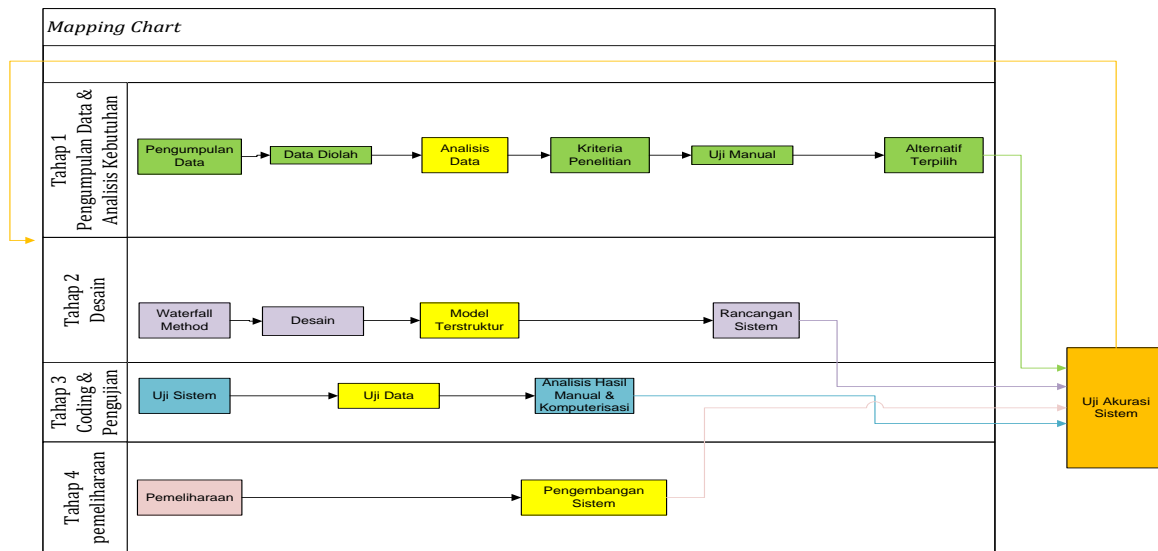 Mapping Chart
Tahap 1
Pengumpulan Data &
Analisis Kebutuhan
Pengumpulan
Data
Data Diolah
Analisis
Data
Kriteria
Penelitian
Uji Manual
Alternatif
Terpilih
Tahap 2
Desain
Waterfall
Method
Desain
Model
Terstruktur
Rancangan
Sistem
Tahap 3
Coding &
Pengujian
Uji Sistem
Uji Data
Analisis Hasil
Manual &
Komputerisasi
Uji Akurasi
Sistem
Tahap 4
pemeliharaan
Pemeliharaan
Pengembangan
Sistem